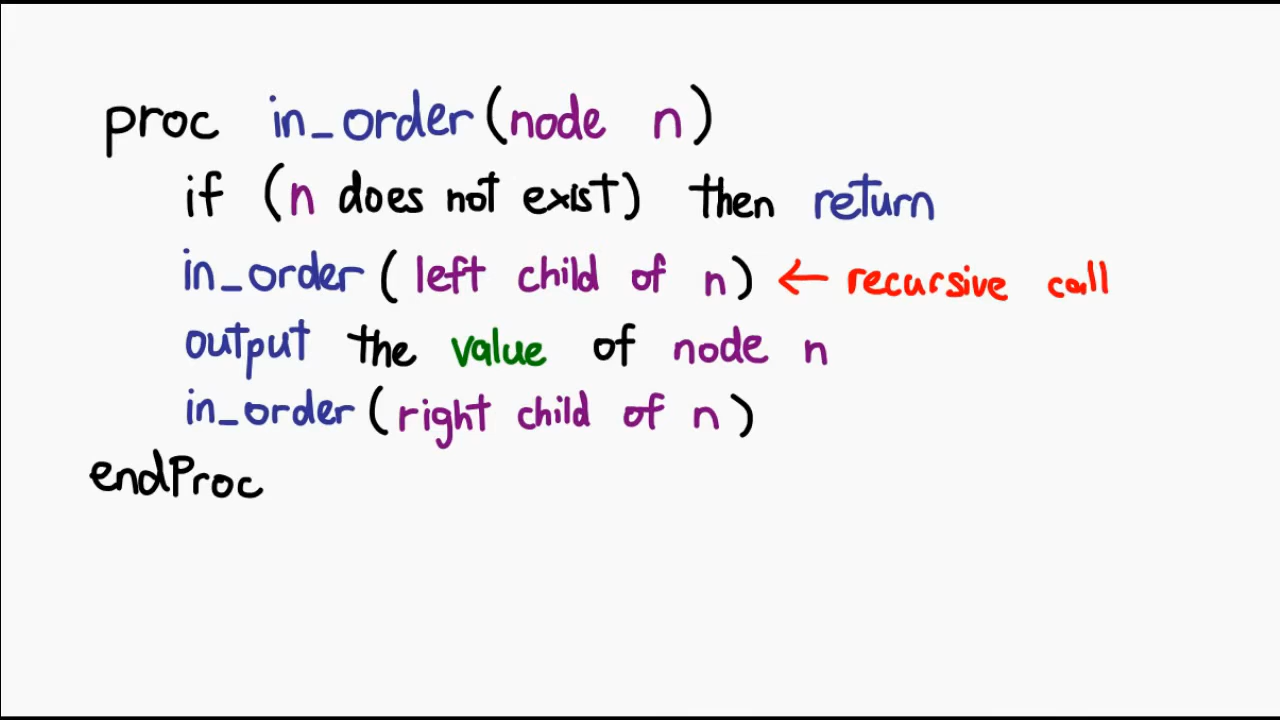 proc in_order(node n)
if (n does not exist) then return
in_order(left child of n) ← recursive call
output the value of node n
in_order(right child of n)
endProc